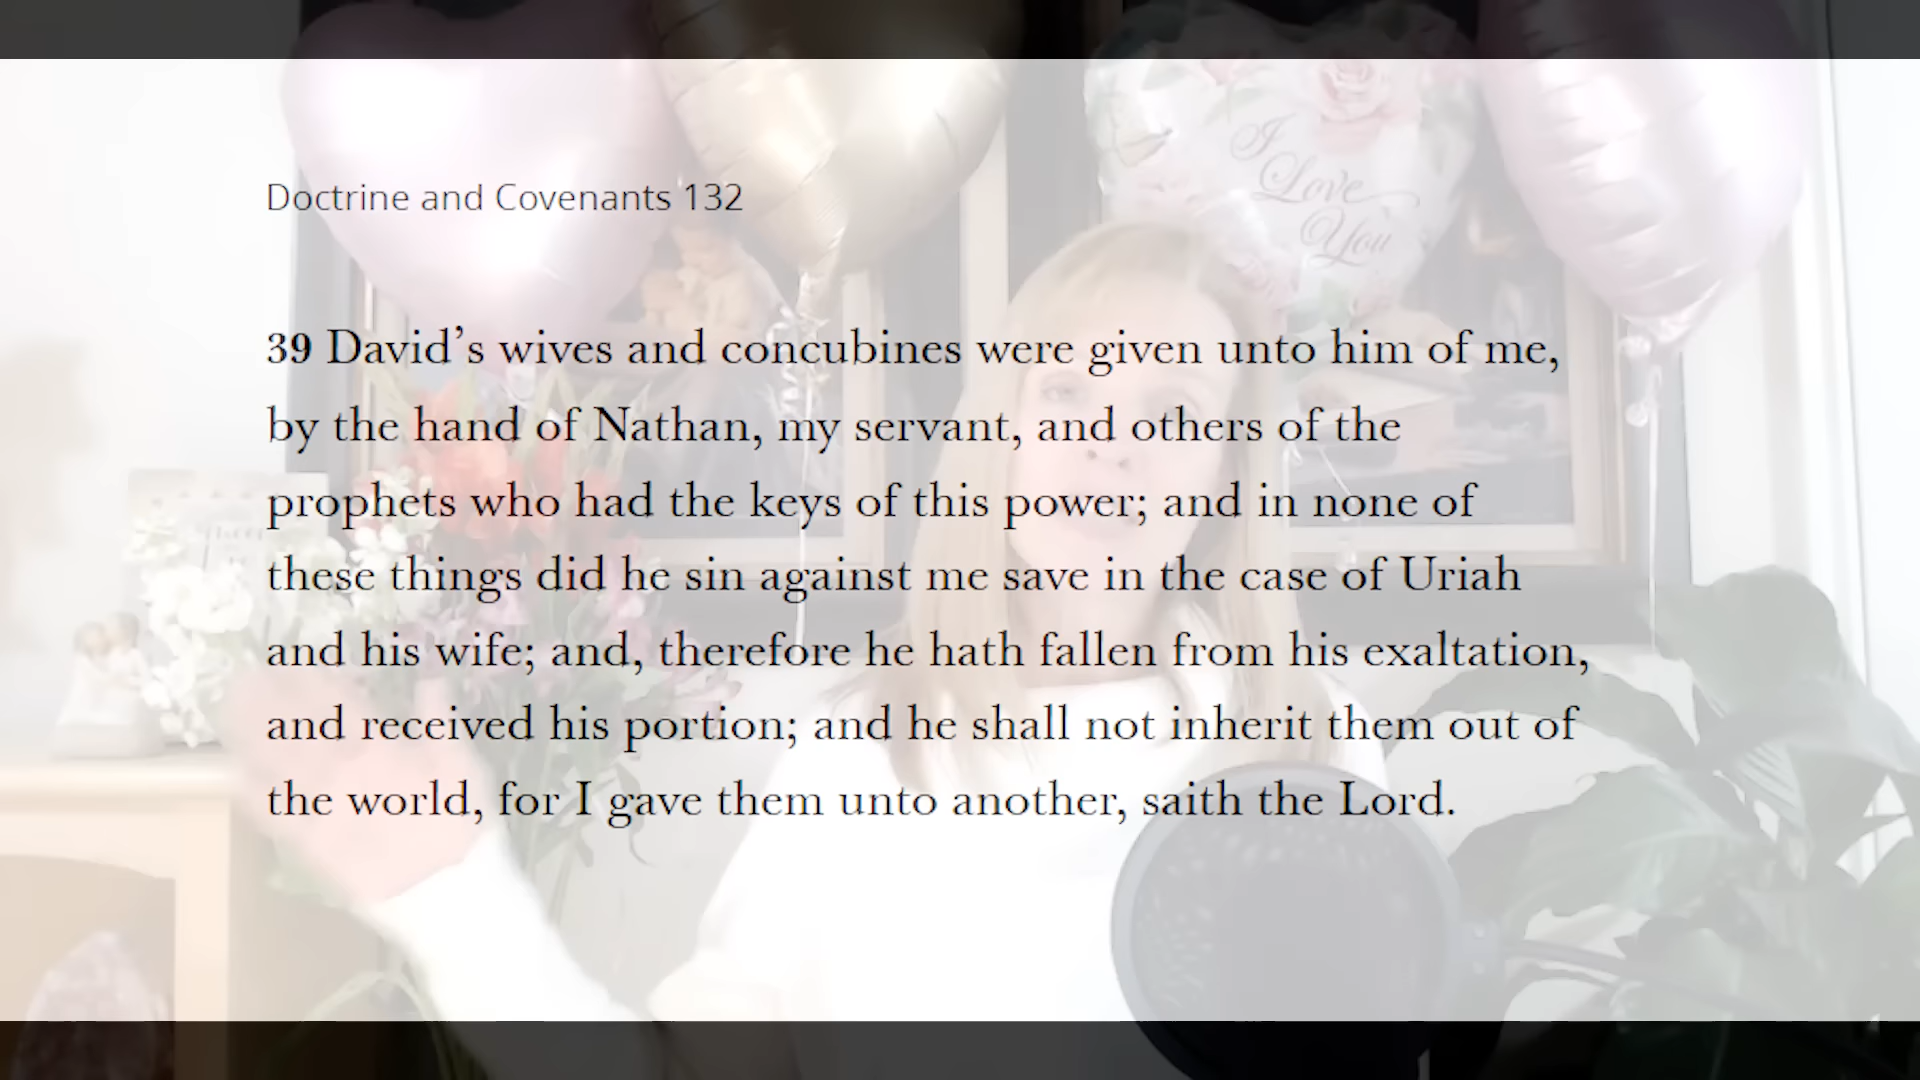 I
Love
You
Doctrine and Covenants 132
39 David’s wives and concubines were given unto him of me,
by the hand of Nathan, my servant, and others of the
prophets who had the keys of this power; and in none of
these things did he sin against me save in the case of Uriah
and his wife; and, therefore he hath fallen from his exaltation,
and received his portion; and he shall not inherit them out of
the world, for I gave them unto another, saith the Lord.